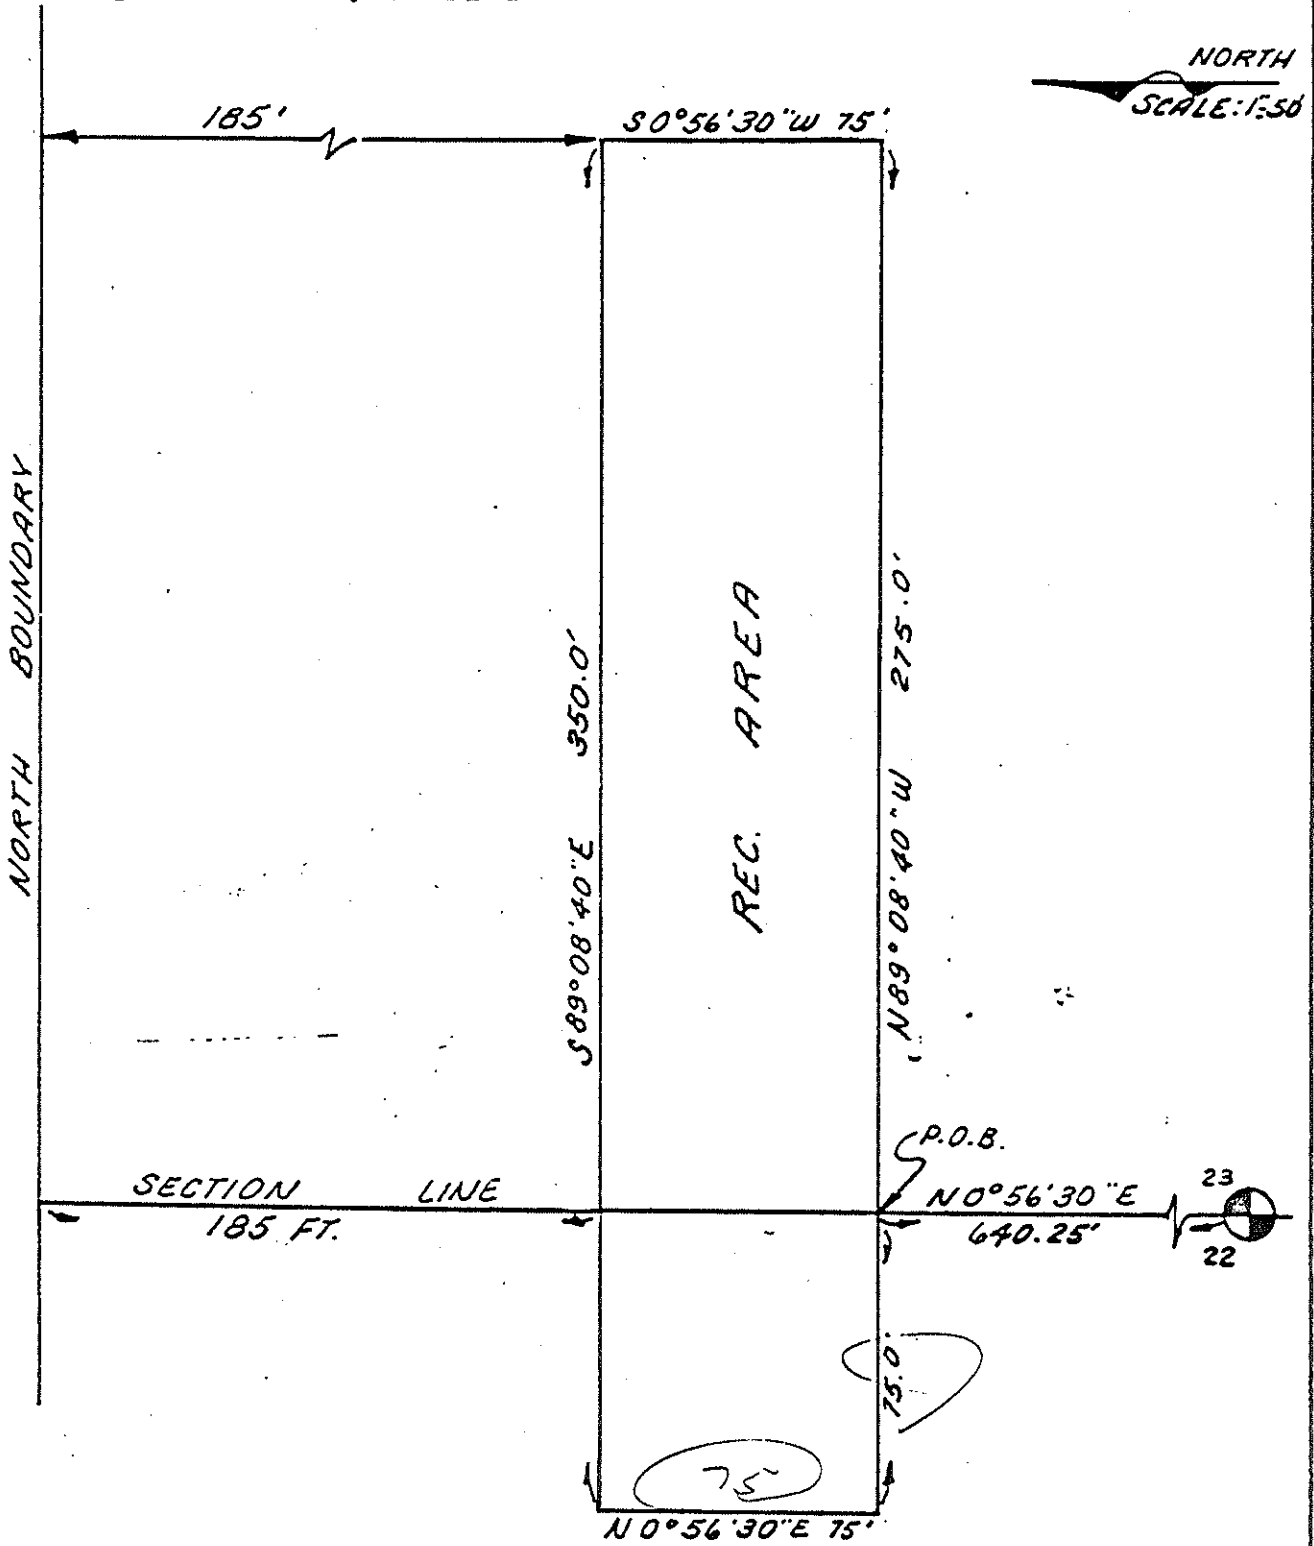 NORTH
SCALE: 1"=50'
185'
S 0°56'30"W 75'
NORTH BOUNDARY
S 89°08'40"E 350.0'
REC. AREA
N 89°08'40"W 275.0'
P.O.B.
SECTION LINE
185 FT.
N 0°56'30"E
640.25'
23
22
75.0'
75
N 0°56'30"E 75'